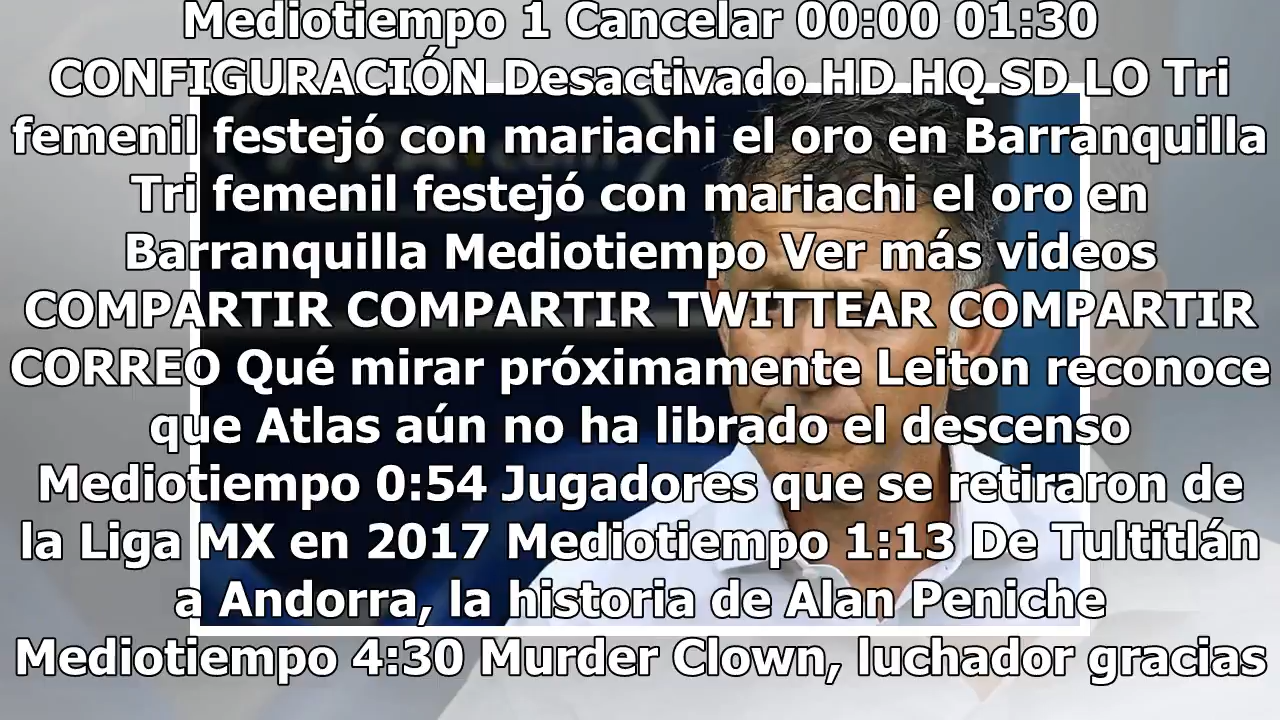 Mediotiempo 1 Cancelar 00:00 01:30
CONFIGURACIÓN Desactivado HD HQ SD LO Tri
femenil festejó con mariachi el oro en Barranquilla
Tri femenil festejó con mariachi el oro en
Barranquilla Mediotiempo Ver más videos
COMPARTIR COMPARTIR TWITTEAR COMPARTIR
CORREO Qué mirar próximamente Leiton reconoce
que Atlas aún no ha librado el descenso
Mediotiempo 0:54 Jugadores que se retiraron de
la Liga MX en 2017 Mediotiempo 1:13 De Tultitlán
a Andorra, la historia de Alan Peniche
Mediotiempo 4:30 Murder Clown, luchador gracias